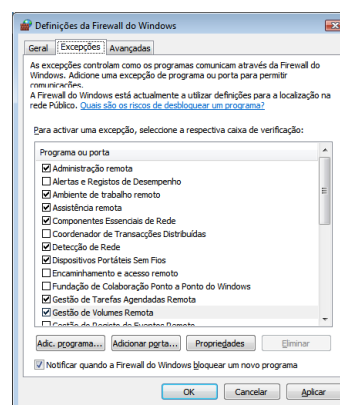 Definições da Firewall do Windows
Geral Excepções Avançadas
As excepções controlam como os programas comunicam através da Firewall do
Windows. Adicione uma excepção de programa ou porta para permitir
comunicações.
A Firewall do Windows está actualmente a utilizar definições para a localização na
rede Público. Quais são os riscos de desbloquear um programa?
Para activar uma excepção, seleccione a respectiva caixa de verificação:
Programa ou porta
Administração remota
Alertas e Registos de Desempenho
Ambiente de trabalho remoto
Assistência remota
Componentes Essenciais de Rede
Coordenador de Transacções Distribuídas
Detecção de Rede
Dispositivos Portáteis Sem Fios
Encaminhamento e acesso remoto
Fundação de Colaboração Ponto a Ponto do Windows
Gestão de Tarefas Agendadas Remota
Gestão de Volumes Remota
Gestão do Registo de Eventos Remota
Adic. programa... Adicionar porta... Propriedades Eliminar
Notificar quando a Firewall do Windows bloquear um novo programa
OK Cancelar Aplicar